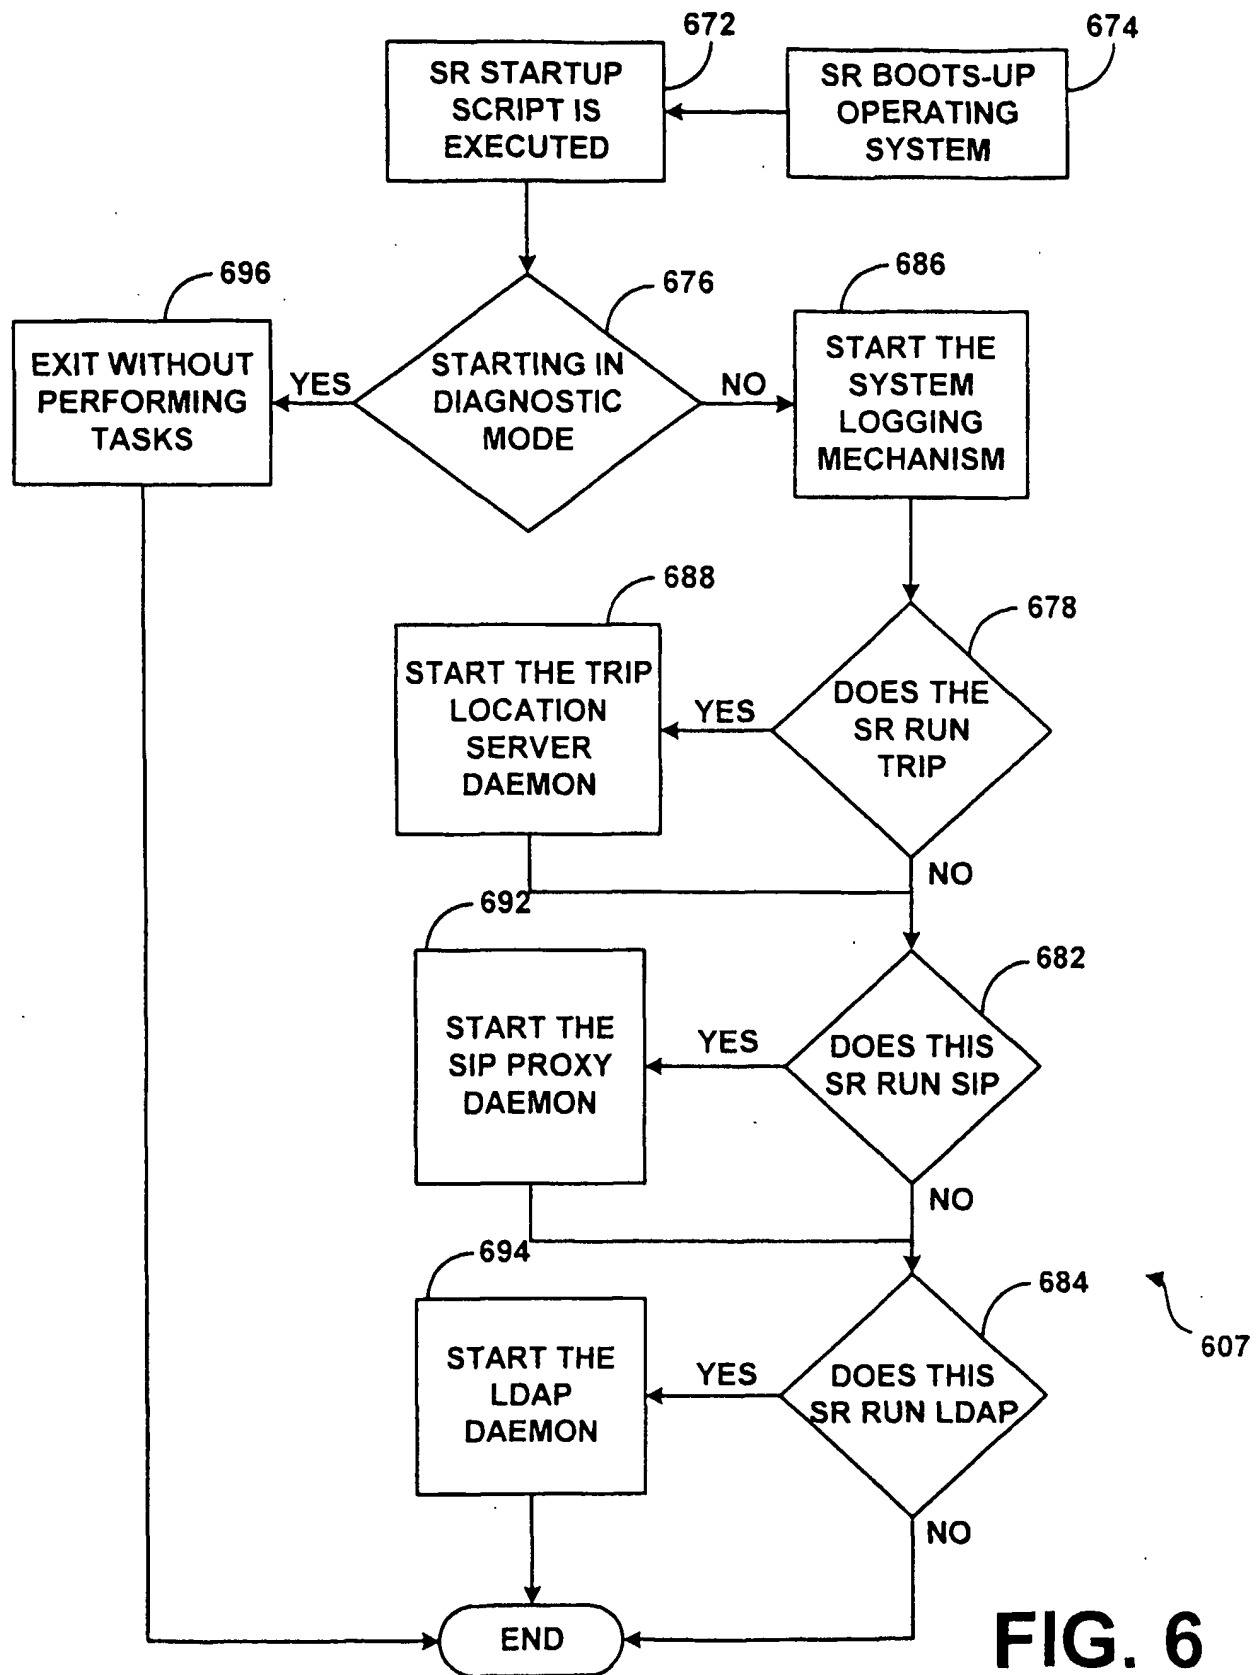 672
SR STARTUP
SCRIPT IS
EXECUTED
674
SR BOOTS-UP
OPERATING
SYSTEM
696
EXIT WITHOUT
PERFORMING
TASKS
YES
676
STARTING IN
DIAGNOSTIC
MODE
NO
686
START THE
SYSTEM
LOGGING
MECHANISM
688
START THE TRIP
LOCATION
SERVER
DAEMON
YES
678
DOES THE
SR RUN
TRIP
NO
692
START THE
SIP PROXY
DAEMON
YES
682
DOES THIS
SR RUN SIP
NO
694
START THE
LDAP
DAEMON
YES
684
DOES THIS
SR RUN LDAP
NO
607
END
FIG. 6